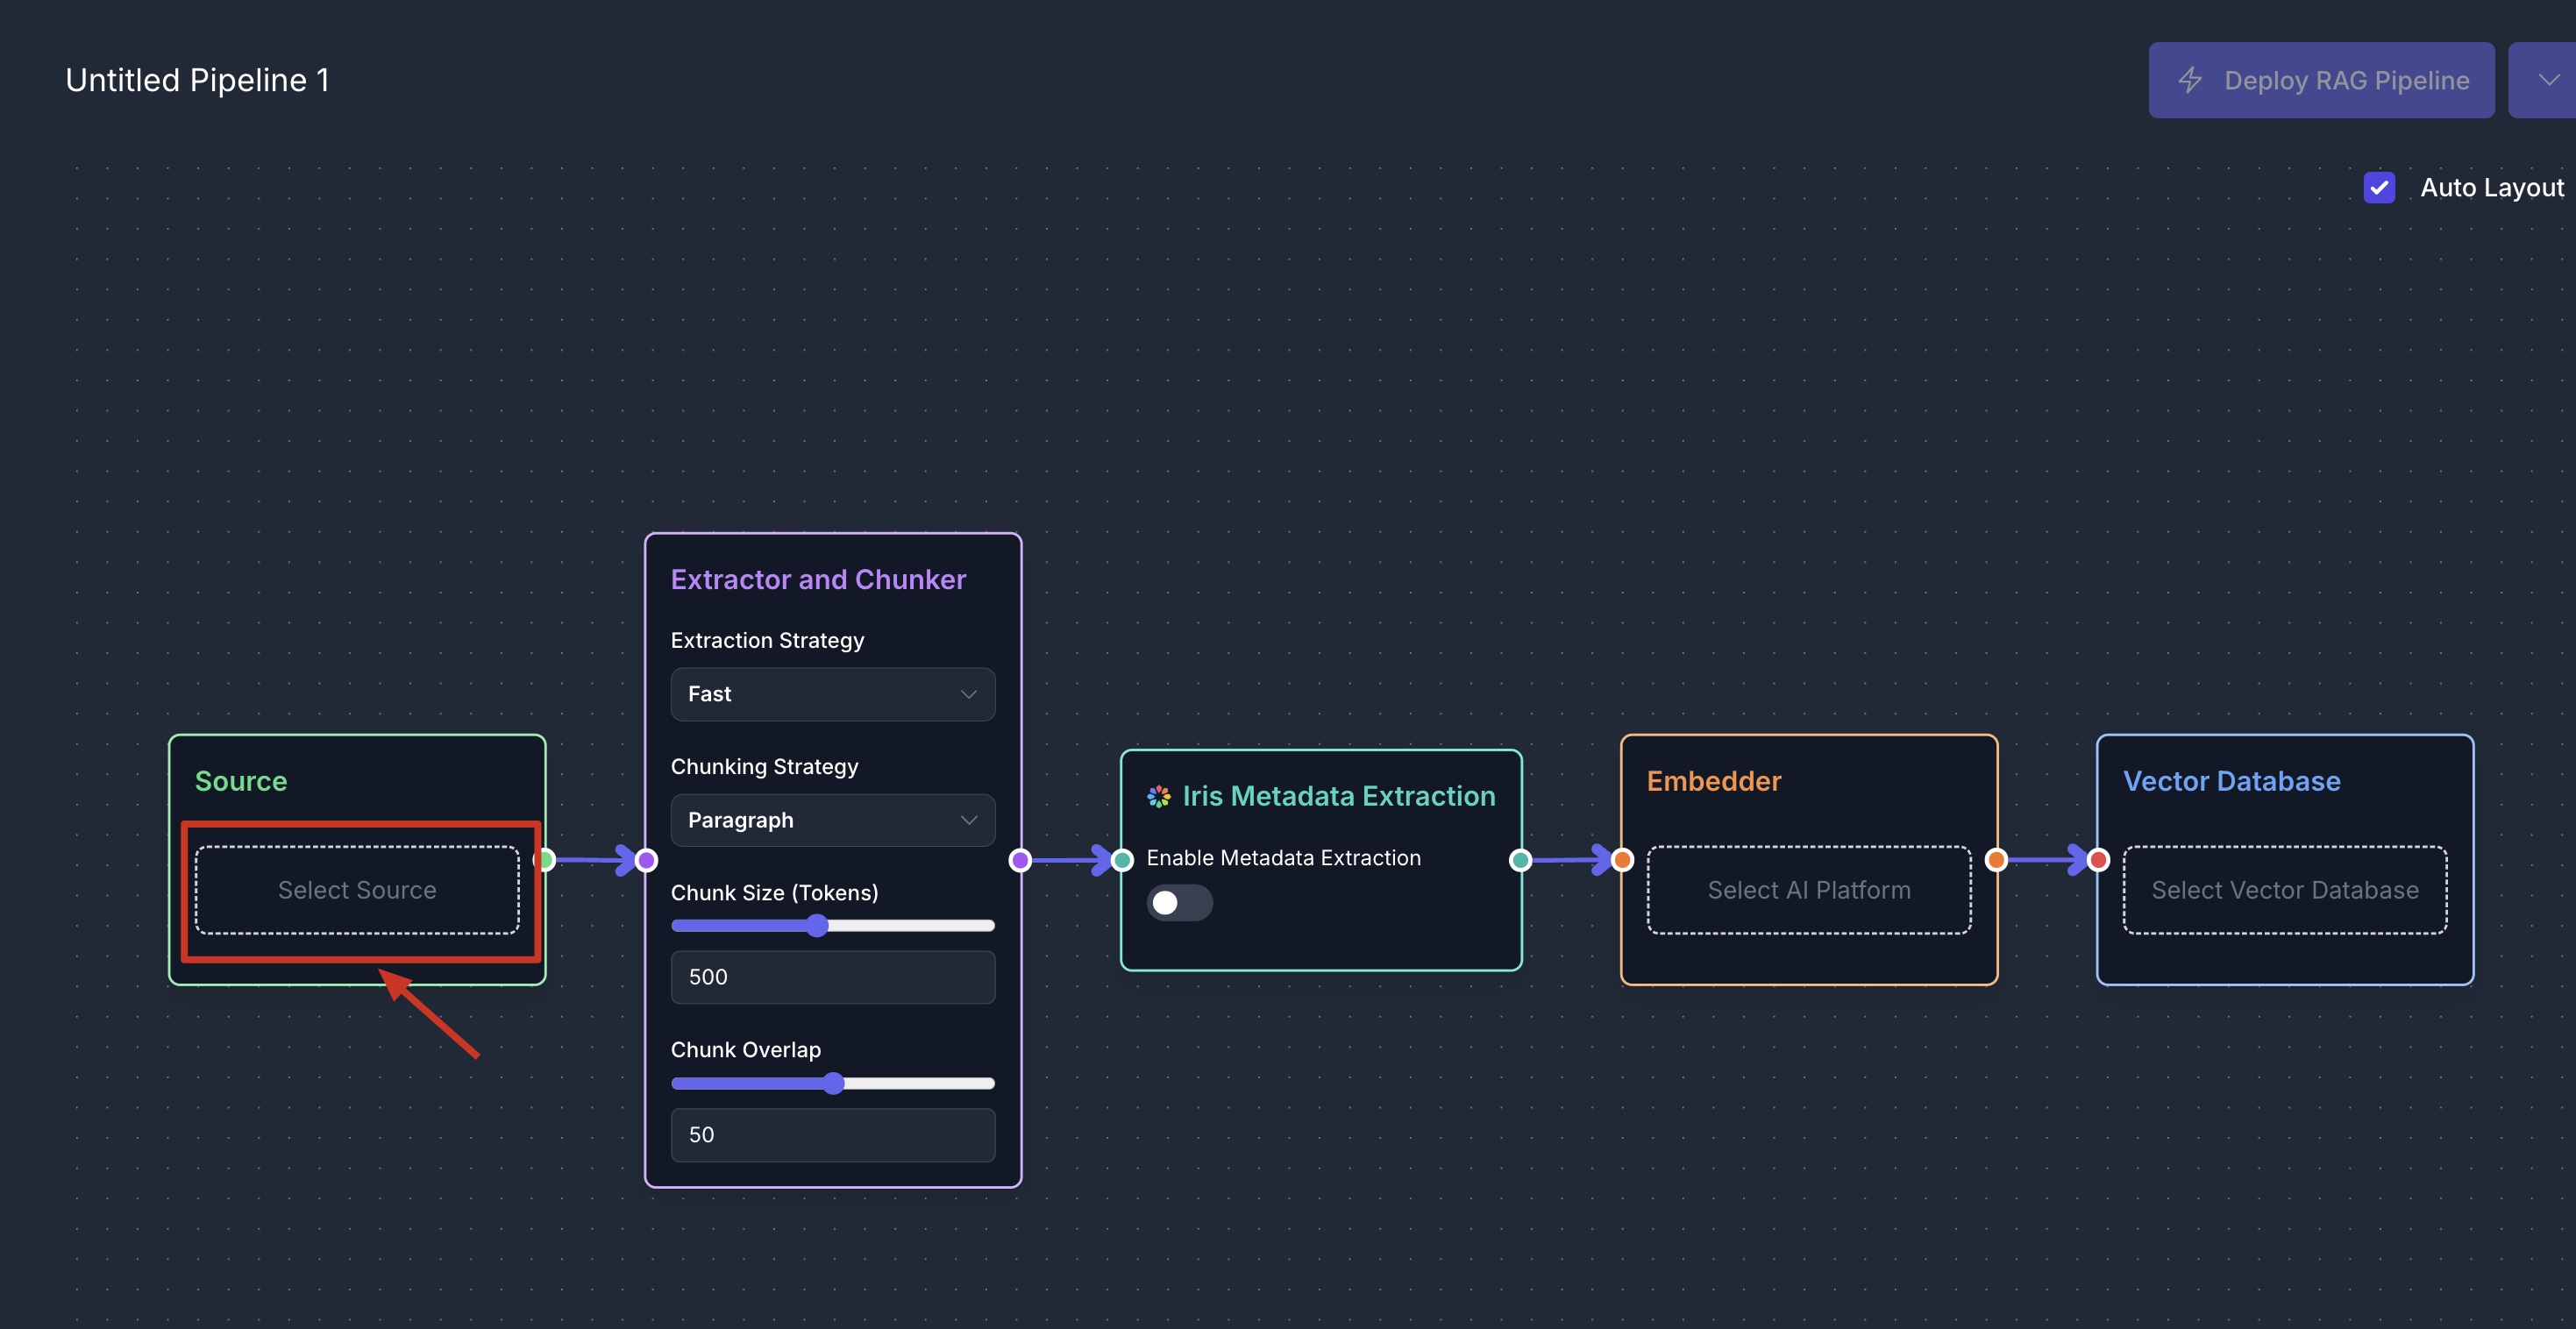 Untitled Pipeline 1
Deploy RAG Pipeline
Auto Layout
Source
Select Source
Extractor and Chunker
Extraction Strategy
Fast
Chunking Strategy
Paragraph
Chunk Size (Tokens)
500
Chunk Overlap
50
Iris Metadata Extraction
Enable Metadata Extraction
Embedder
Select AI Platform
Vector Database
Select Vector Database